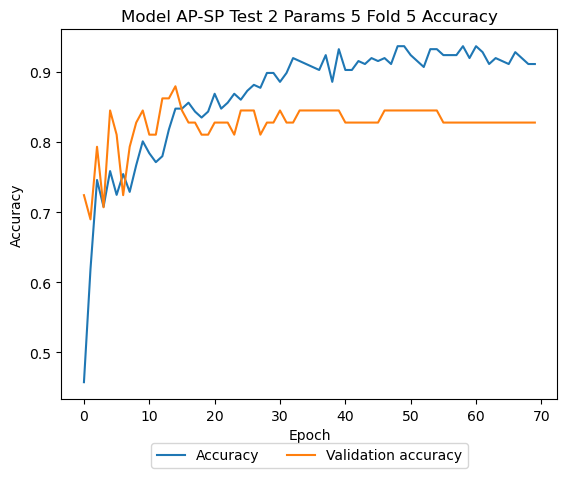 Model AP-SP Test 2 Params 5 Fold 5 Accuracy
Accuracy
0.9
0.8
0.7
0.6
0.5
0 10 20 30 40 50 60 70
Epoch
Accuracy Validation accuracy